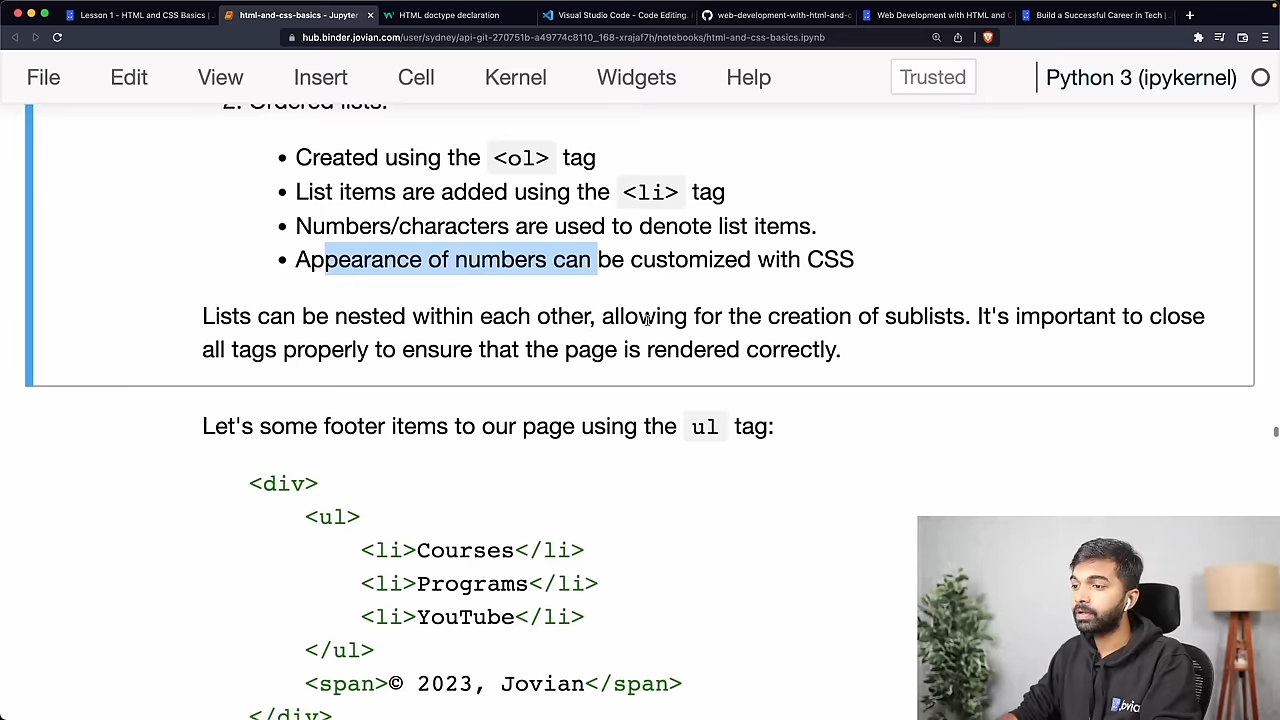 Lesson 1 - HTML and CSS Basics |
html-and-css-basics - Jupyter
HTML doctype declaration
Visual Studio Code - Code Editing.
web-development-with-html-and-c
Web Development with HTML and C
Build a Successful Career in Tech |
hub.binder.jovian.com/user/sydney/api-git-270751b-a49774c8110_168-xrajaf7h/notebooks/html-and-css-basics.ipynb
File Edit View Insert Cell Kernel Widgets Help Trusted Python 3 (ipykernel)
2. Ordered lists:
• Created using the <ol> tag
• List items are added using the <li> tag
• Numbers/characters are used to denote list items.
• Appearance of numbers can be customized with CSS
Lists can be nested within each other, allowing for the creation of sublists. It's important to close
all tags properly to ensure that the page is rendered correctly.
Let's some footer items to our page using the ul tag:
<div>
<ul>
<li>Courses</li>
<li>Programs</li>
<li>YouTube</li>
</ul>
<span>© 2023, Jovian</span>
</div>